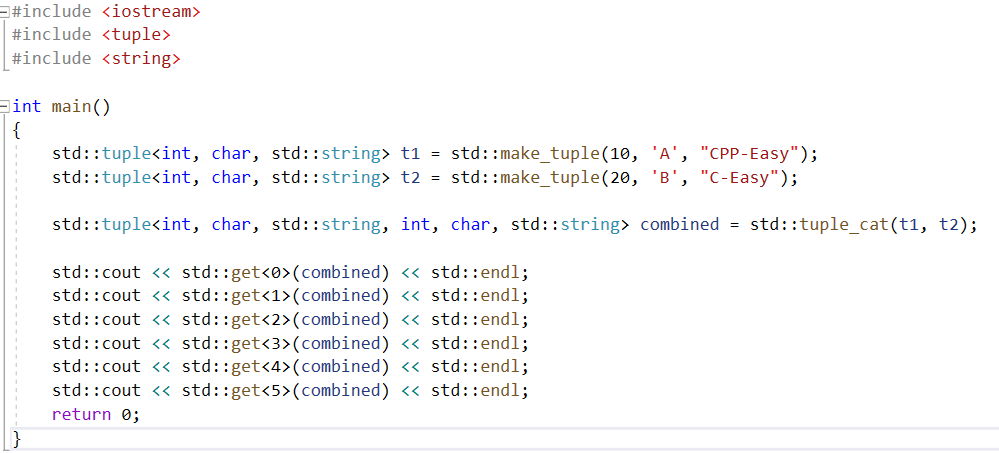 #include <iostream>
#include <tuple>
#include <string>
int main()
{
    std::tuple<int, char, std::string> t1 = std::make_tuple(10, 'A', "CPP-Easy");
    std::tuple<int, char, std::string> t2 = std::make_tuple(20, 'B', "C-Easy");
    std::tuple<int, char, std::string, int, char, std::string> combined = std::tuple_cat(t1, t2);
    std::cout << std::get<0>(combined) << std::endl;
    std::cout << std::get<1>(combined) << std::endl;
    std::cout << std::get<2>(combined) << std::endl;
    std::cout << std::get<3>(combined) << std::endl;
    std::cout << std::get<4>(combined) << std::endl;
    std::cout << std::get<5>(combined) << std::endl;
    return 0;
}